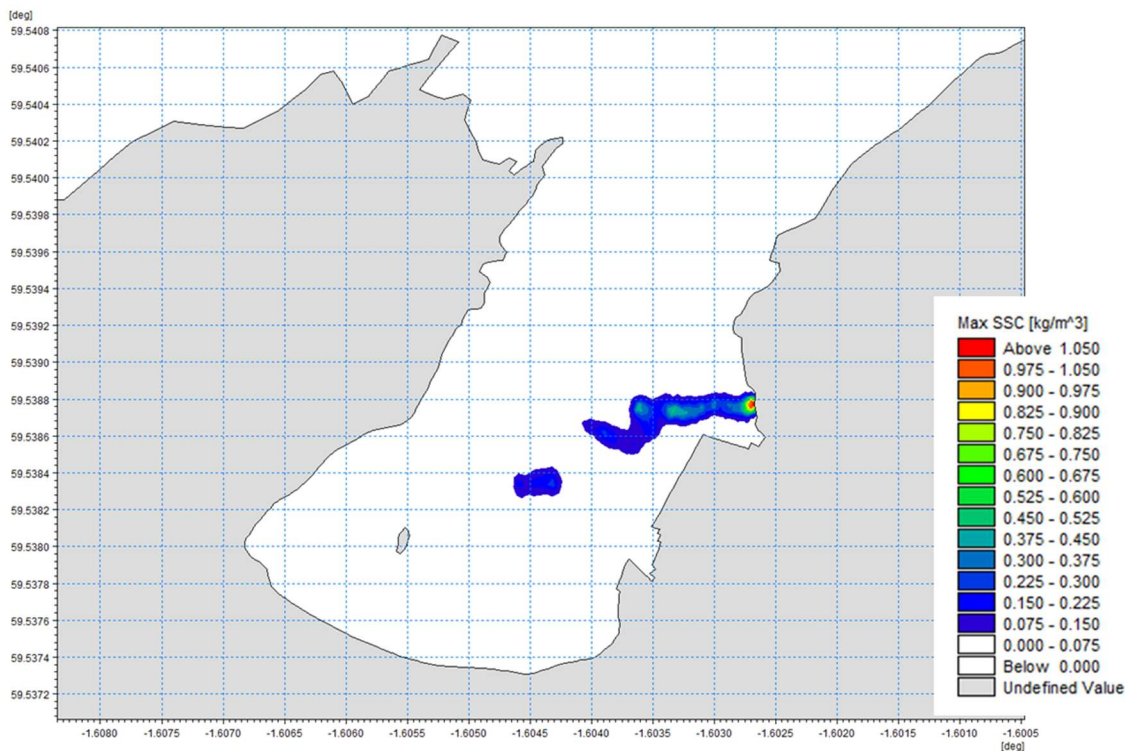 [deg]
59.5408
59.5406
59.5404
59.5402
59.5400
59.5398
59.5396
59.5394
59.5392
59.5390
59.5388
59.5386
59.5384
59.5382
59.5380
59.5378
59.5376
59.5374
59.5372
Max SSC [kg/m^3]
Above 1.050
0.975 - 1.050
0.900 - 0.975
0.825 - 0.900
0.750 - 0.825
0.675 - 0.750
0.600 - 0.675
0.525 - 0.600
0.450 - 0.525
0.375 - 0.450
0.300 - 0.375
0.225 - 0.300
0.150 - 0.225
0.075 - 0.150
0.000 - 0.075
Below 0.000
Undefined Value
-1.6080 -1.6075 -1.6070 -1.6065 -1.6060 -1.6055 -1.6050 -1.6045 -1.6040 -1.6035 -1.6030 -1.6025 -1.6020 -1.6015 -1.6010 -1.6005
[deg]